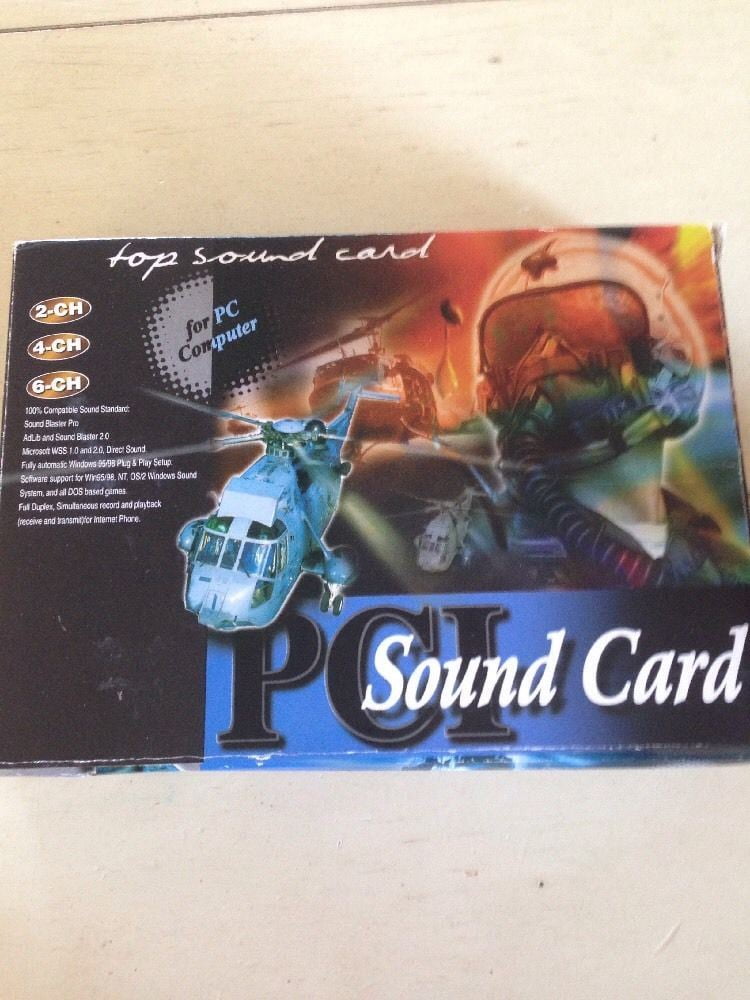 top sound card
for PC
Computer
2-CH
4-CH
6-CH
100% Compatible Sound Standard:
Sound Blaster Pro
AdLib and Sound Blaster 2.0
Microsoft WSS 1.0 and 2.0, Direct Sound
Fully automatic Windows 95/98 Plug & Play Setup.
Software support for Win95/98, NT, OS/2 Windows Sound
System, and all DOS based games.
Full Duplex, Simultaneous record and playback
(receive and transmit)for Internet Phone.
PCI
Sound Card